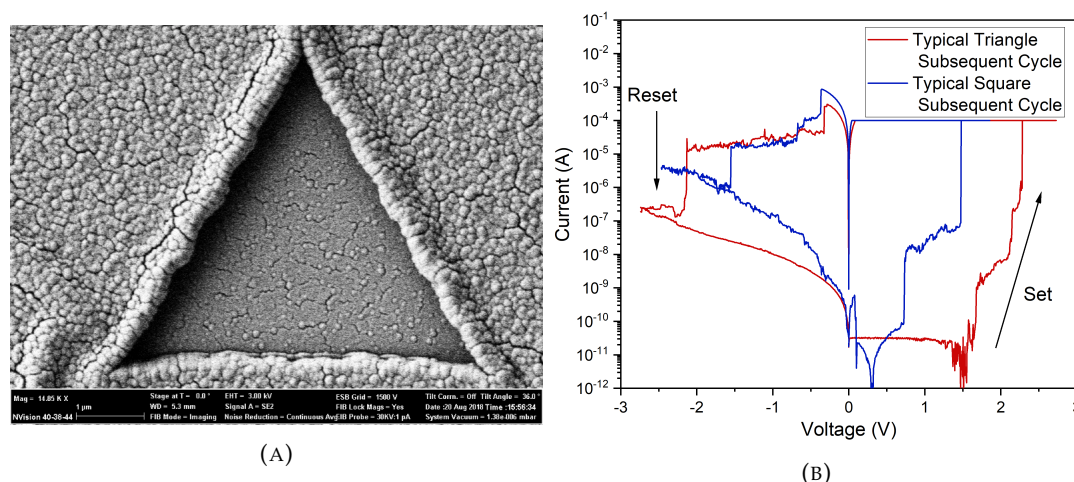 Mag = 14.85 K X
1 µm
NVision 40-38-44
Stage at T = 0.0 °
WD = 5.3 mm
FIB Mode = Imaging
EHT = 3.00 kV
Signal A = SE2
Noise Reduction = Continuous Avg
ESB Grid = 1500 V
FIB Lock Mags = Yes
FIB Probe = 30KV:1 pA
Tilt Corrn. = Off
Tilt Angle = 36.0 °
Date :20 Aug 2018
Time :15:56:34
System Vacuum = 1.38e-006 mbar
(A)
Current (A)
10-1
10-2
10-3
10-4
10-5
10-6
10-7
10-8
10-9
10-10
10-11
10-12
Typical Triangle
Subsequent Cycle
Typical Square
Subsequent Cycle
Reset
Set
-3
-2
-1
0
1
2
3
Voltage (V)
(B)